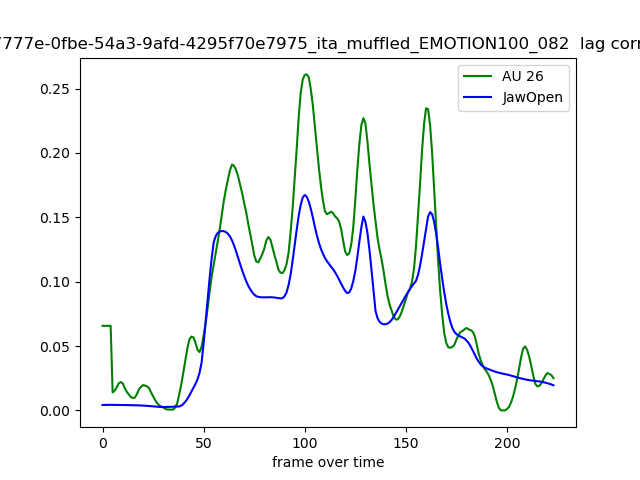 7777e-0fbe-54a3-9afd-4295f70e7975_ita_muffled_EMOTION100_082 lag corr
AU 26
JawOpen
0.25
0.20
0.15
0.10
0.05
0.00
0 50 100 150 200
frame over time